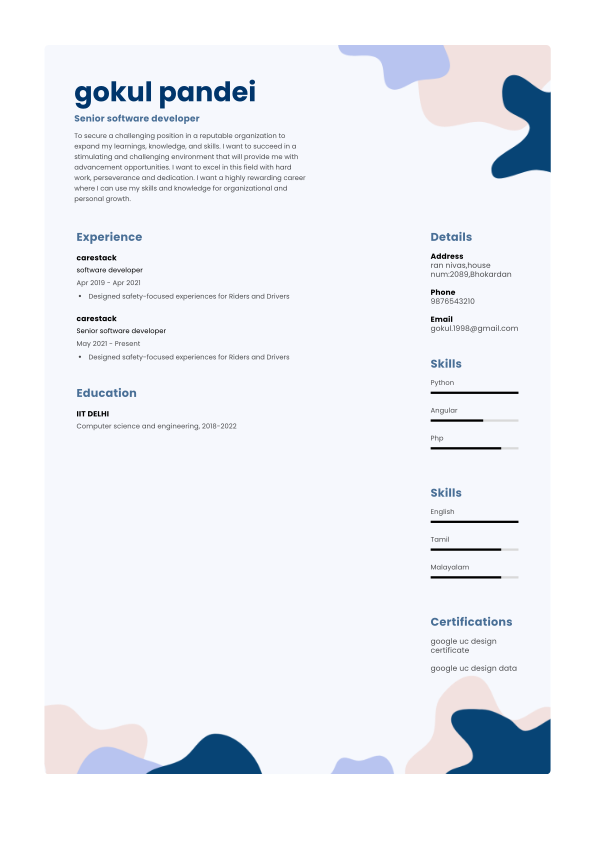 gokul pandei
Senior software developer
To secure a challenging position in a reputable organization to
expand my learnings, knowledge, and skills. I want to succeed in a
stimulating and challenging environment that will provide me with
advancement opportunities. I want to excel in this field with hard
work, perseverance and dedication. I want a highly rewarding career
where I can use my skills and knowledge for organizational and
personal growth.
Experience
carestack
software developer
Apr 2019 - Apr 2021
• Designed safety-focused experiences for Riders and Drivers
carestack
Senior software developer
May 2021 - Present
• Designed safety-focused experiences for Riders and Drivers
Education
IIT DELHI
Computer science and engineering, 2018-2022
Details
Address
ran nivas,house
num:2089,Bhokardan
Phone
9876543210
Email
gokul.1998@gmail.com
Skills
Python
Angular
Php
Skills
English
Tamil
Malayalam
Certifications
google uc design
certificate
google uc design data